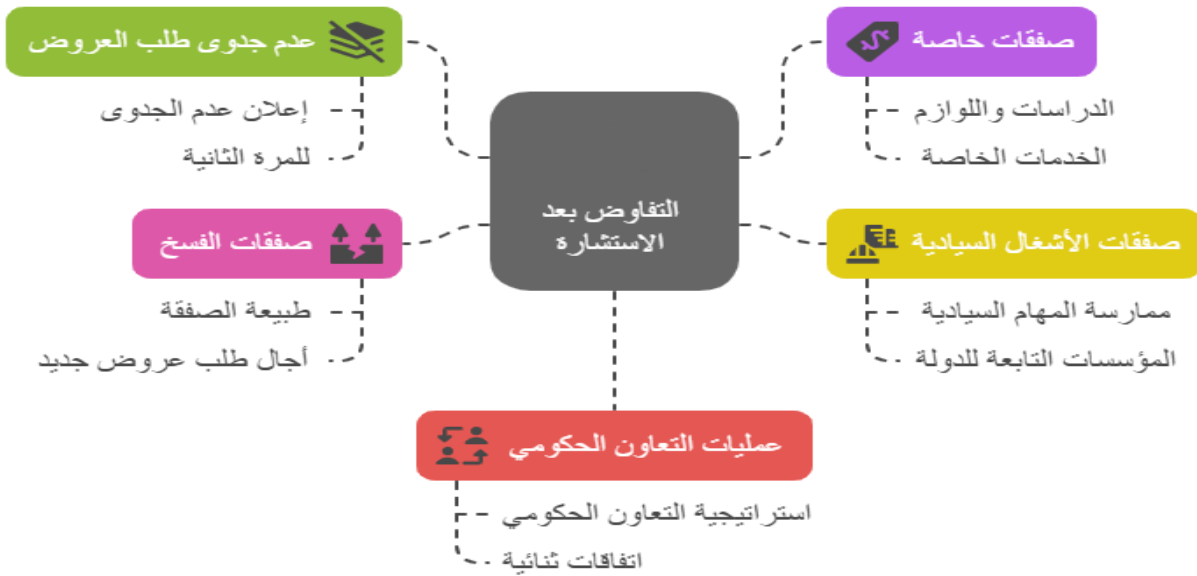 التفاوض بعد
الاستشارة
صفقات خاصة
الدراسات واللوازم
الخدمات الخاصة
صفقات الأشغال السيادية
ممارسة المهام السيادية
المؤسسات التابعة للدولة
عمليات التعاون الحكومي
استراتيجية التعاون الحكومي
اتفاقات ثنائية
صفقات الفسخ
طبيعة الصفقة
أجال طلب عروض جديد
عدم جدوى طلب العروض
إعلان عدم الجدوى
للمرة الثانية